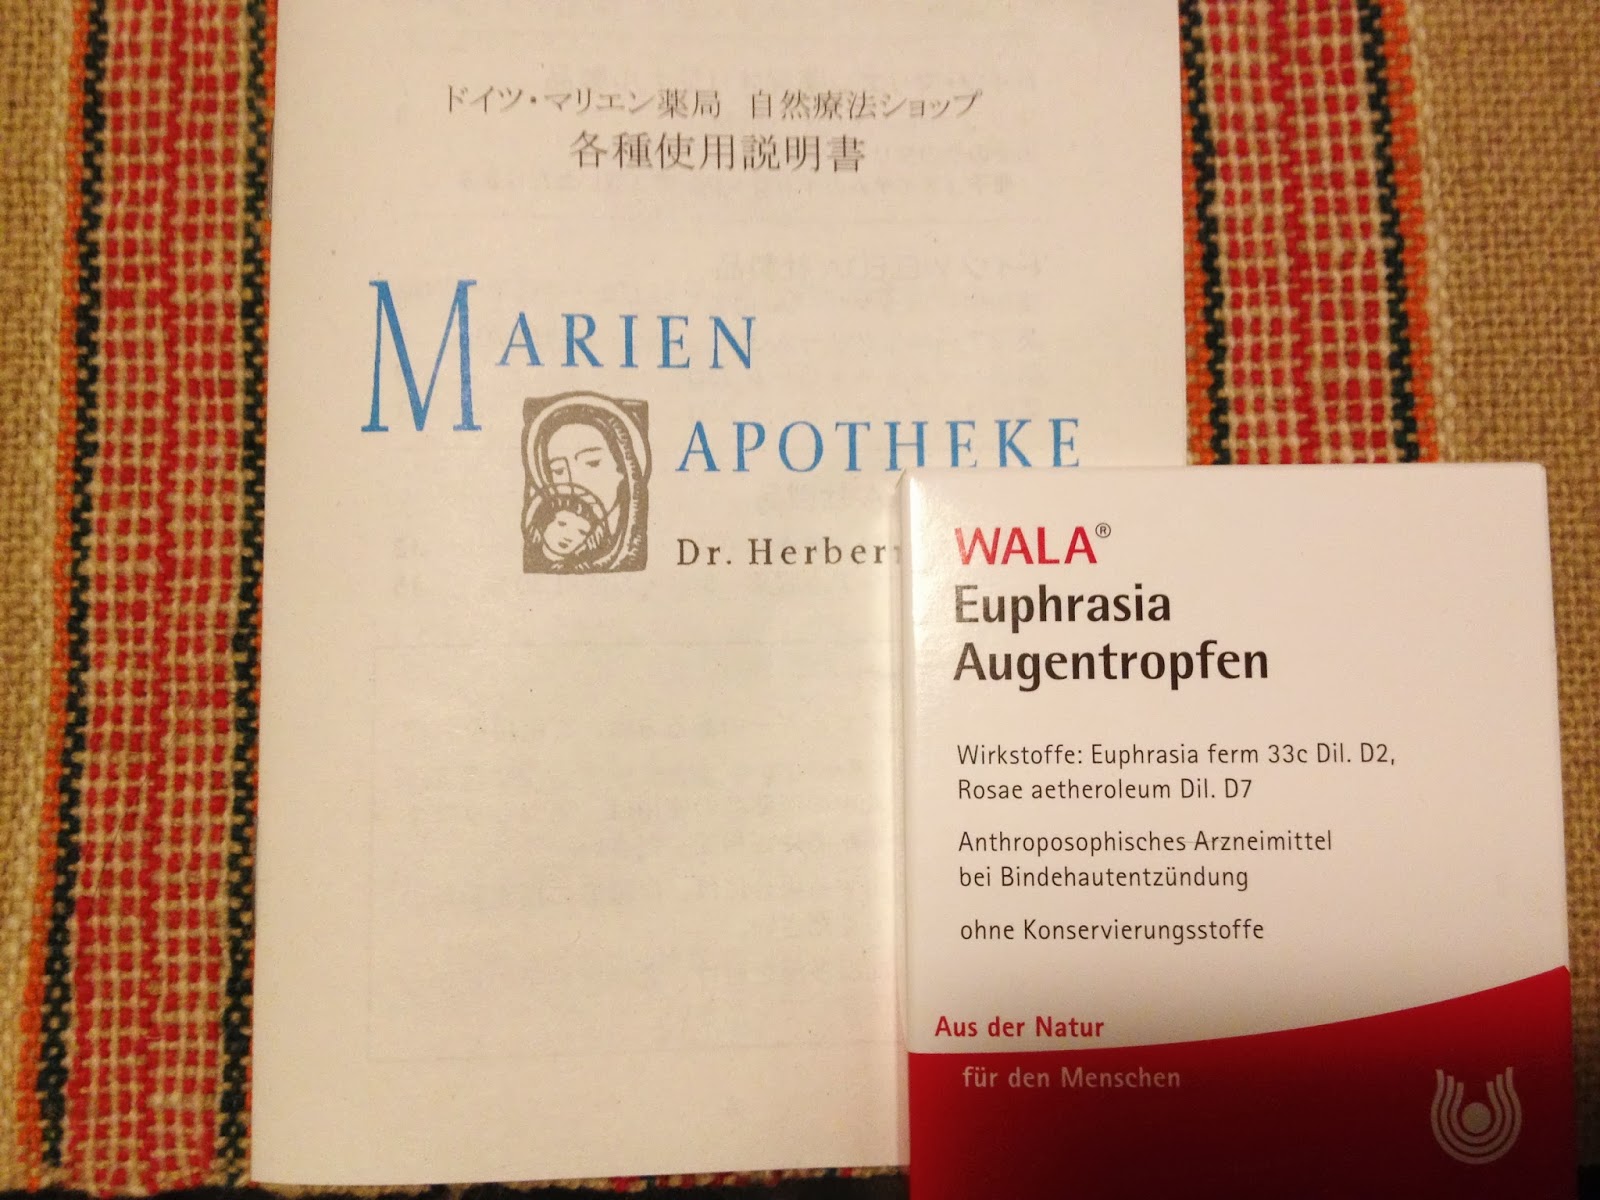 ドイツ・マリエン薬局 自然療法ショップ
各種使用説明書
MARIEN
APOTHEKE
Dr. Herber
WALA®
Euphrasia
Augentropfen
Wirkstoffe: Euphrasia ferm 33c Dil. D2,
Rosae aetheroleum Dil. D7
Anthroposophisches Arzneimittel
bei Bindehautentzündung
ohne Konservierungsstoffe
Aus der Natur
für den Menschen